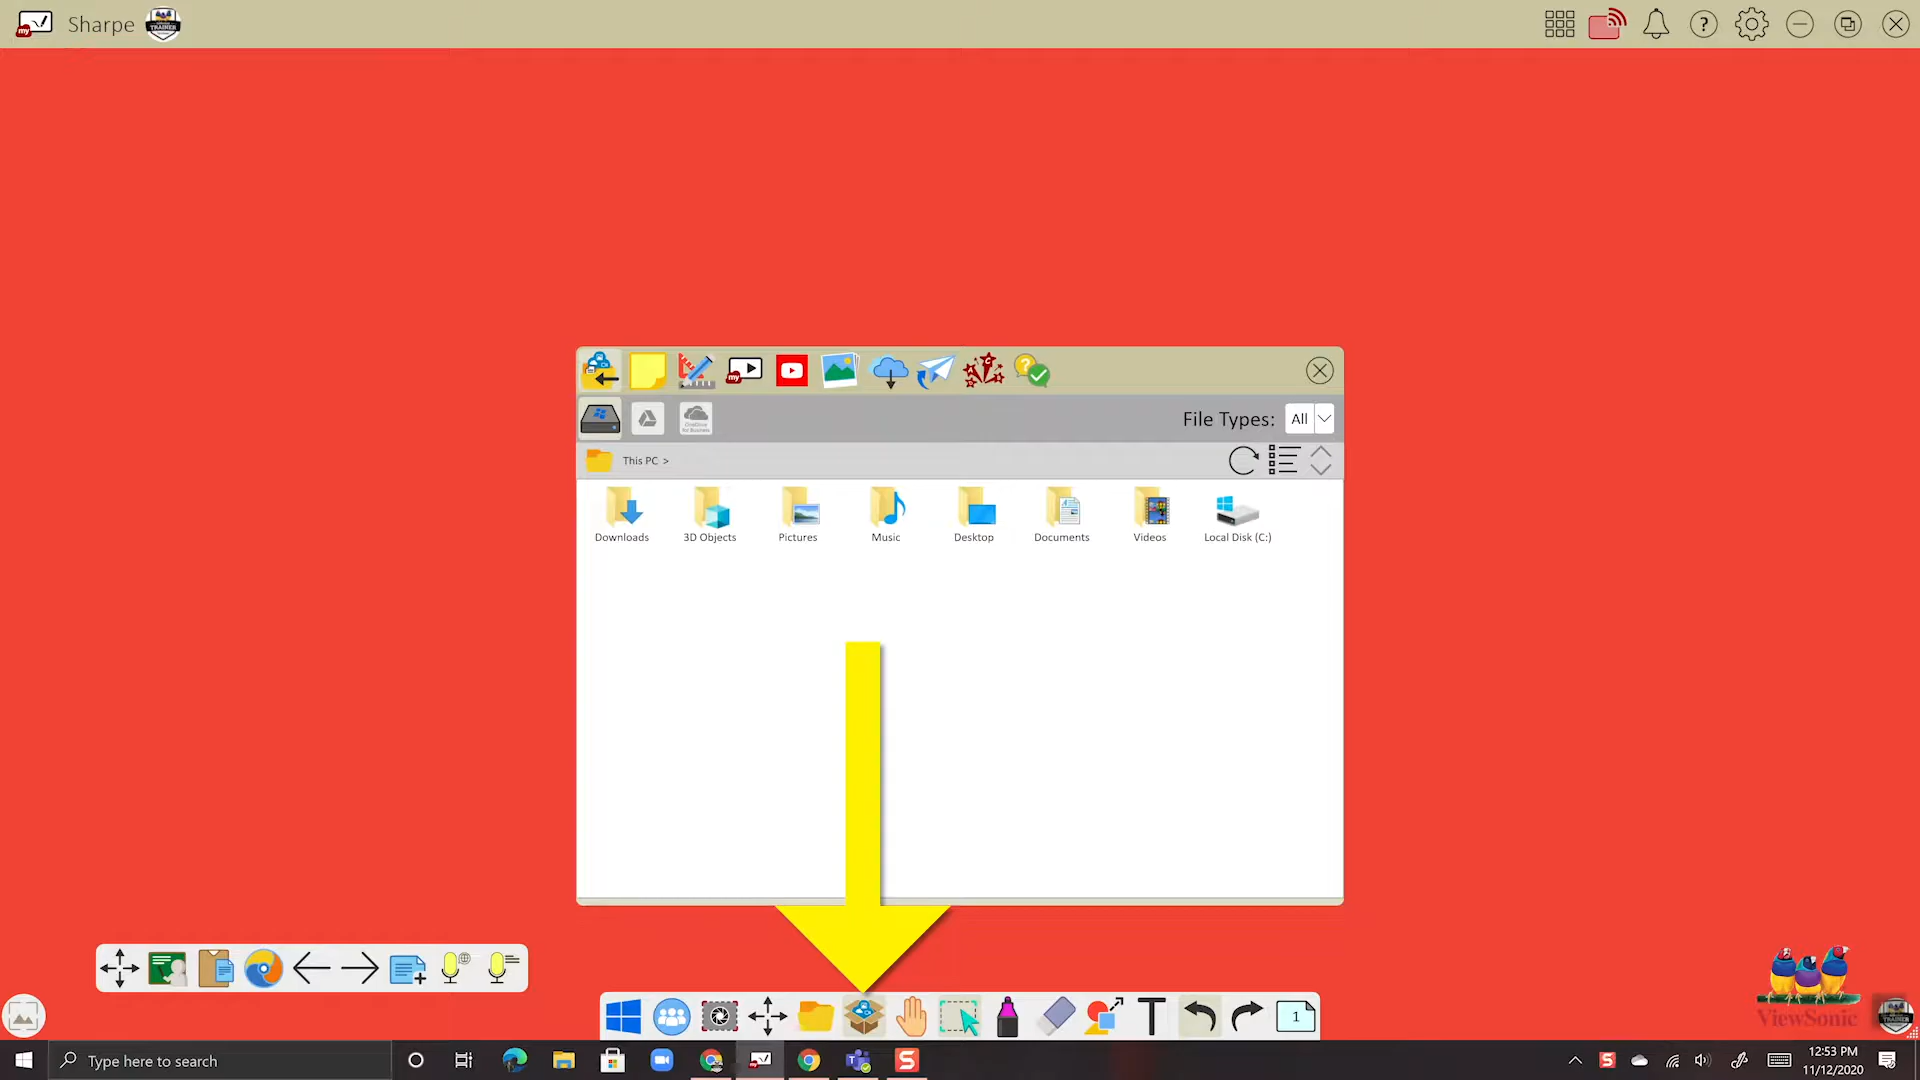 Sharpe
File Types: All
This PC >
Downloads
3D Objects
Pictures
Music
Desktop
Documents
Videos
Local Disk (C:)
ViewSonic
1
Type here to search
12:53 PM
11/12/2020